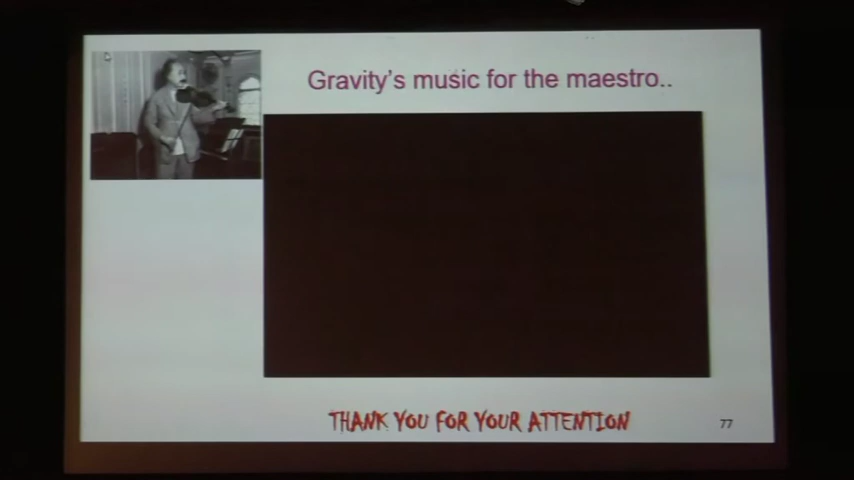 Gravity's music for the maestro..
THANK YOU FOR YOUR ATTENTION
77